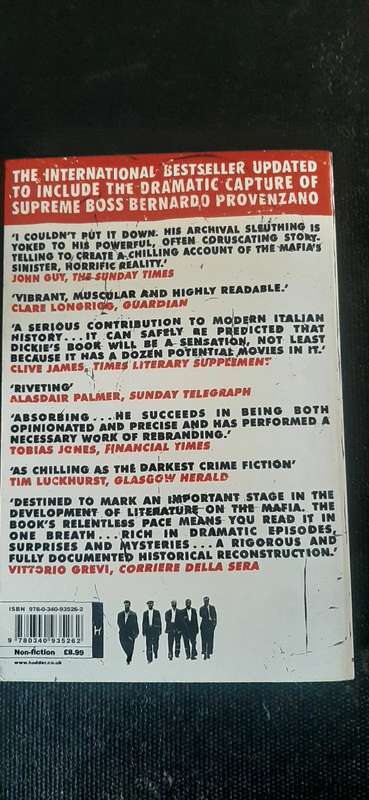 THE INTERNATIONAL BESTSELLER UPDATED
TO INCLUDE THE DRAMATIC CAPTURE OF
SUPREME BOSS BERNARDO PROVENZANO
'I COULDN'T PUT IT DOWN. HIS ARCHIVAL SLEUTHING IS
YOKED TO HIS POWERFUL, OFTEN CORUSCATING STORY-
TELLING TO CREATE A CHILLING ACCOUNT OF THE MAFIA'S
SINISTER, HORRIFIC REALITY.'
JOHN GUY, THE SUNDAY TIMES
'VIBRANT, MUSCULAR AND HIGHLY READABLE.'
CLARE LONGRIGG, GUARDIAN
'A SERIOUS CONTRIBUTION TO MODERN ITALIAN
HISTORY...IT CAN SAFELY BE PREDICTED THAT
DICKIE'S BOOK WILL BE A SENSATION, NOT LEAST
BECAUSE IT HAS A DOZEN POTENTIAL MOVIES IN IT.'
CLIVE JAMES, TIMES LITERARY SUPPLEMENT
'RIVETING'
ALASDAIR PALMER, SUNDAY TELEGRAPH
'ABSORBING...HE SUCCEEDS IN BEING BOTH
OPINIONATED AND PRECISE AND HAS PERFORMED A
NECESSARY WORK OF REBRANDING.'
TOBIAS JONES, FINANCIAL TIMES
'AS CHILLING AS THE DARKEST CRIME FICTION'
TIM LUCKHURST, GLASGOW HERALD
'DESTINED TO MARK AN IMPORTANT STAGE IN THE
DEVELOPMENT OF LITERATURE ON THE MAFIA. THE
BOOK'S RELENTLESS PACE MEANS YOU READ IT IN
ONE BREATH...RICH IN DRAMATIC EPISODES,
SURPRISES AND MYSTERIES...A RIGOROUS AND
FULLY DOCUMENTED HISTORICAL RECONSTRUCTION.'
VITTORIO GREVI, CORRIERE DELLA SERA
ISBN 978-0-340-93526-2
9 780340 935262
H
Non-fiction £8.99
www.hodder.co.uk